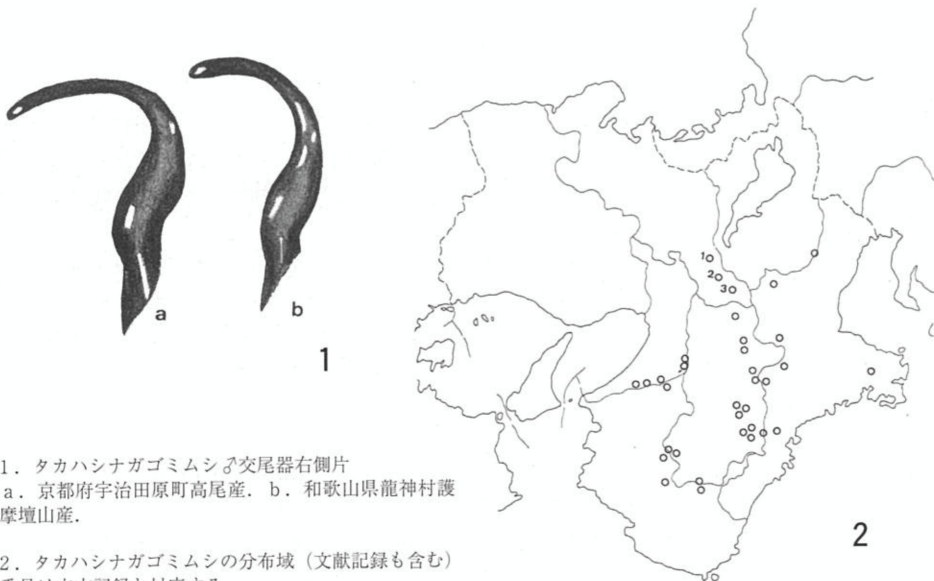 a
b
1
1
2
3
2
1. タカハシナガゴミムシ♂交尾器右側片
a. 京都府宇治田原町高尾産. b. 和歌山県龍神村護
摩壇山産.
2. タカハシナガゴミムシの分布域（文献記録も含む）